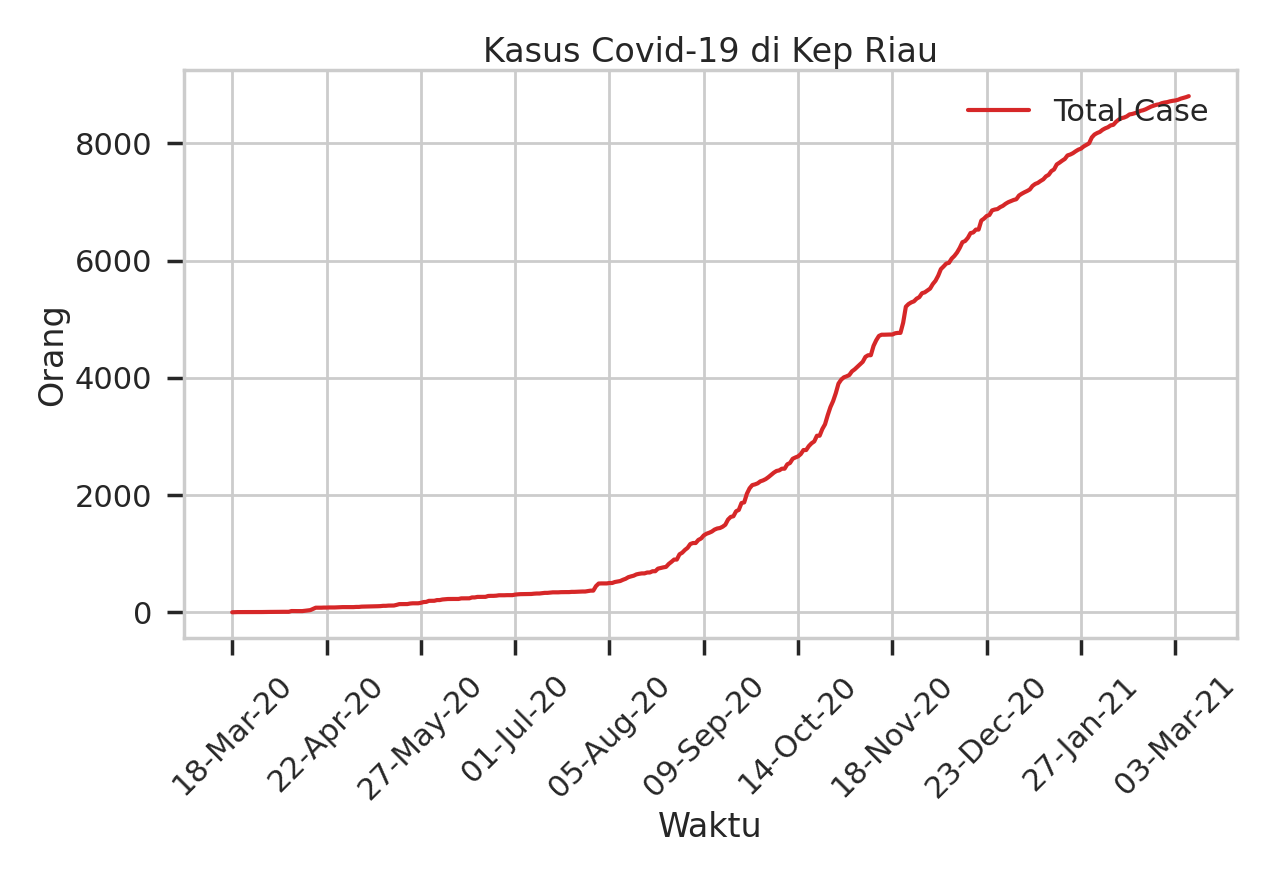 Kasus Covid-19 di Kep Riau
Total Case
Orang
8000
6000
4000
2000
0
18-Mar-20
22-Apr-20
27-May-20
01-Jul-20
05-Aug-20
09-Sep-20
14-Oct-20
18-Nov-20
23-Dec-20
27-Jan-21
03-Mar-21
Waktu